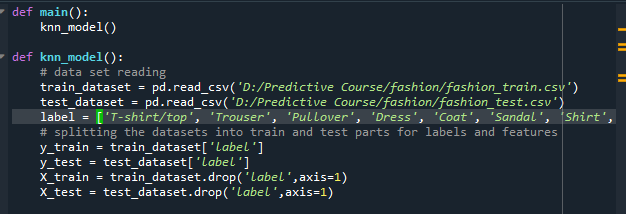 def main():
    knn_model()
def knn_model():
    # data set reading
    train_dataset = pd.read_csv('D:/Predictive Course/fashion/fashion_train.csv')
    test_dataset = pd.read_csv('D:/Predictive Course/fashion/fashion_test.csv')
    label = ['T-shirt/top', 'Trouser', 'Pullover', 'Dress', 'Coat', 'Sandal', 'Shirt',
    # splitting the datasets into train and test parts for labels and features
    y_train = train_dataset['label']
    y_test = test_dataset['label']
    X_train = train_dataset.drop('label',axis=1)
    X_test = test_dataset.drop('label',axis=1)